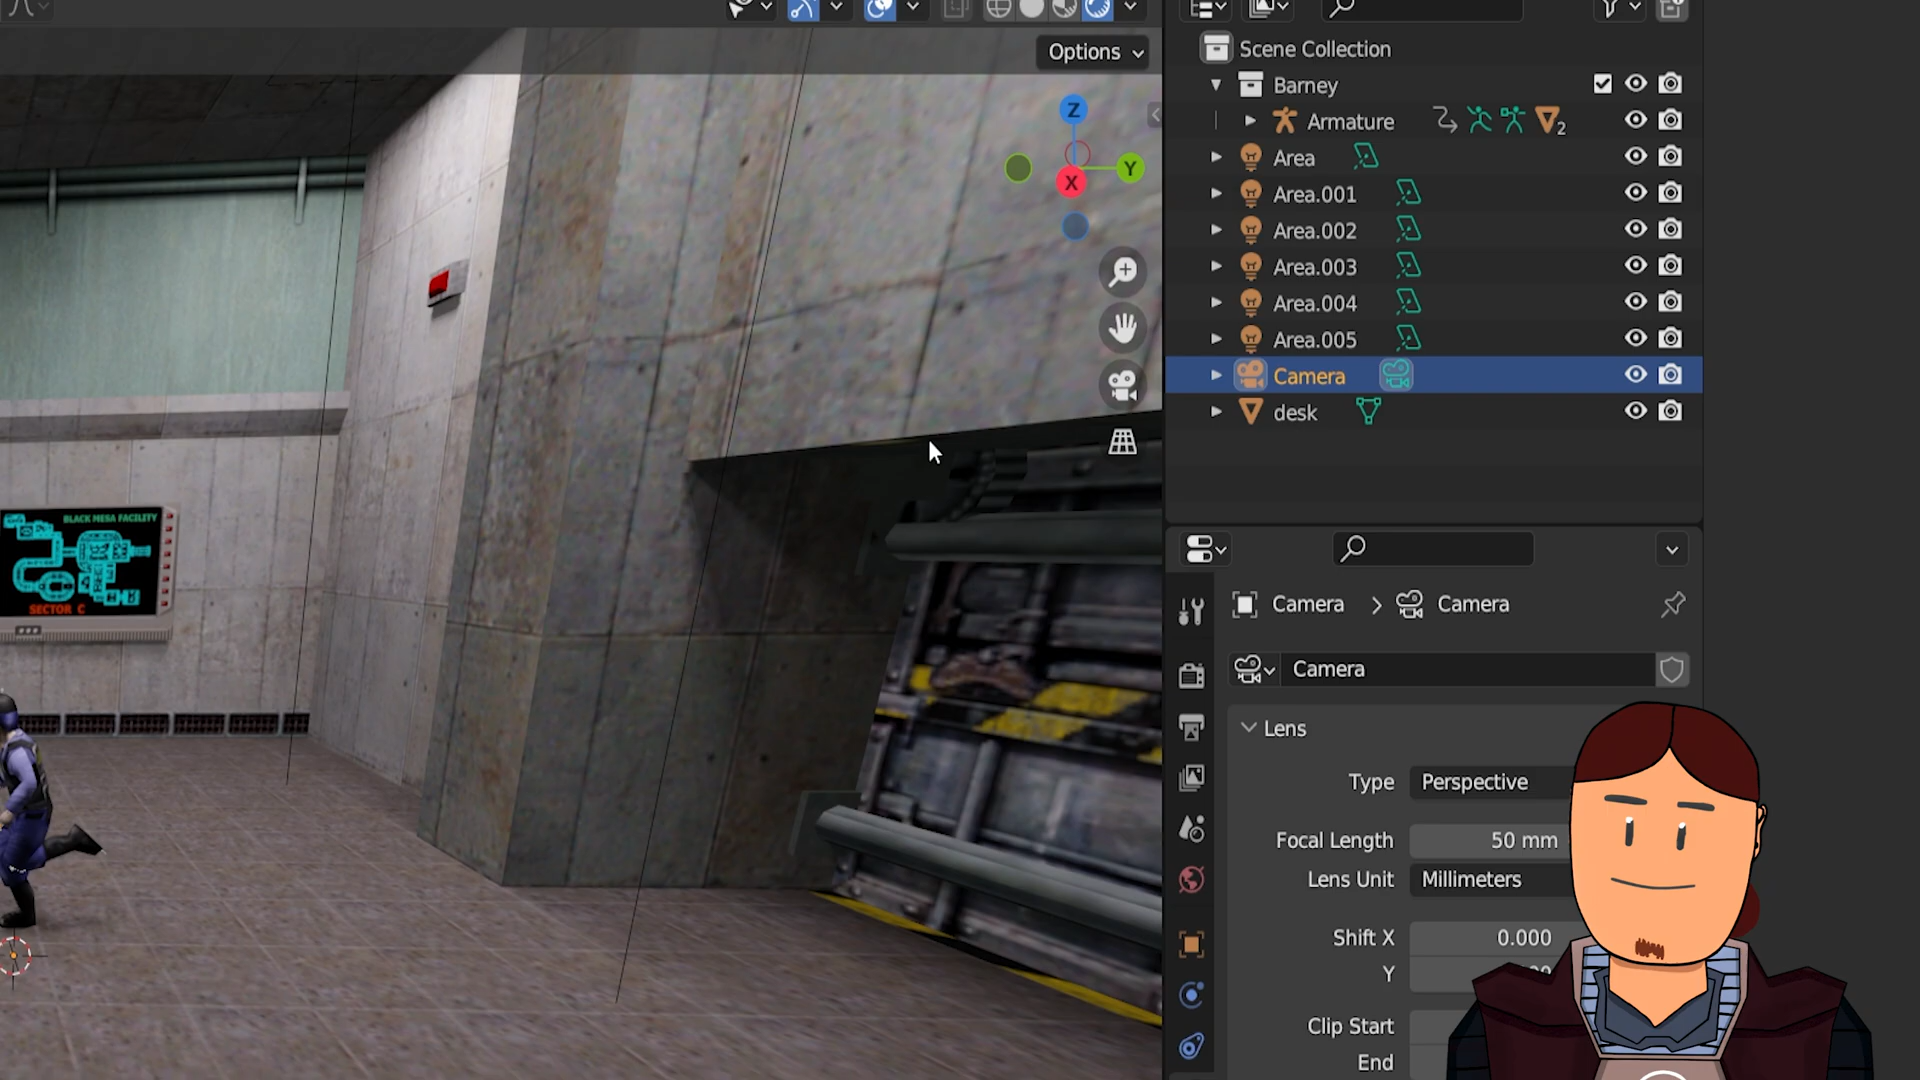 Options
Z
Y
X
BLACK MESA FACILITY
SECTOR C
Scene Collection
Barney
Armature
2
Area
Area.001
Area.002
Area.003
Area.004
Area.005
Camera
desk
Camera > Camera
Camera
Lens
Type Perspective
Focal Length 50 mm
Lens Unit Millimeters
Shift X 0.000
Y
Clip Start
End